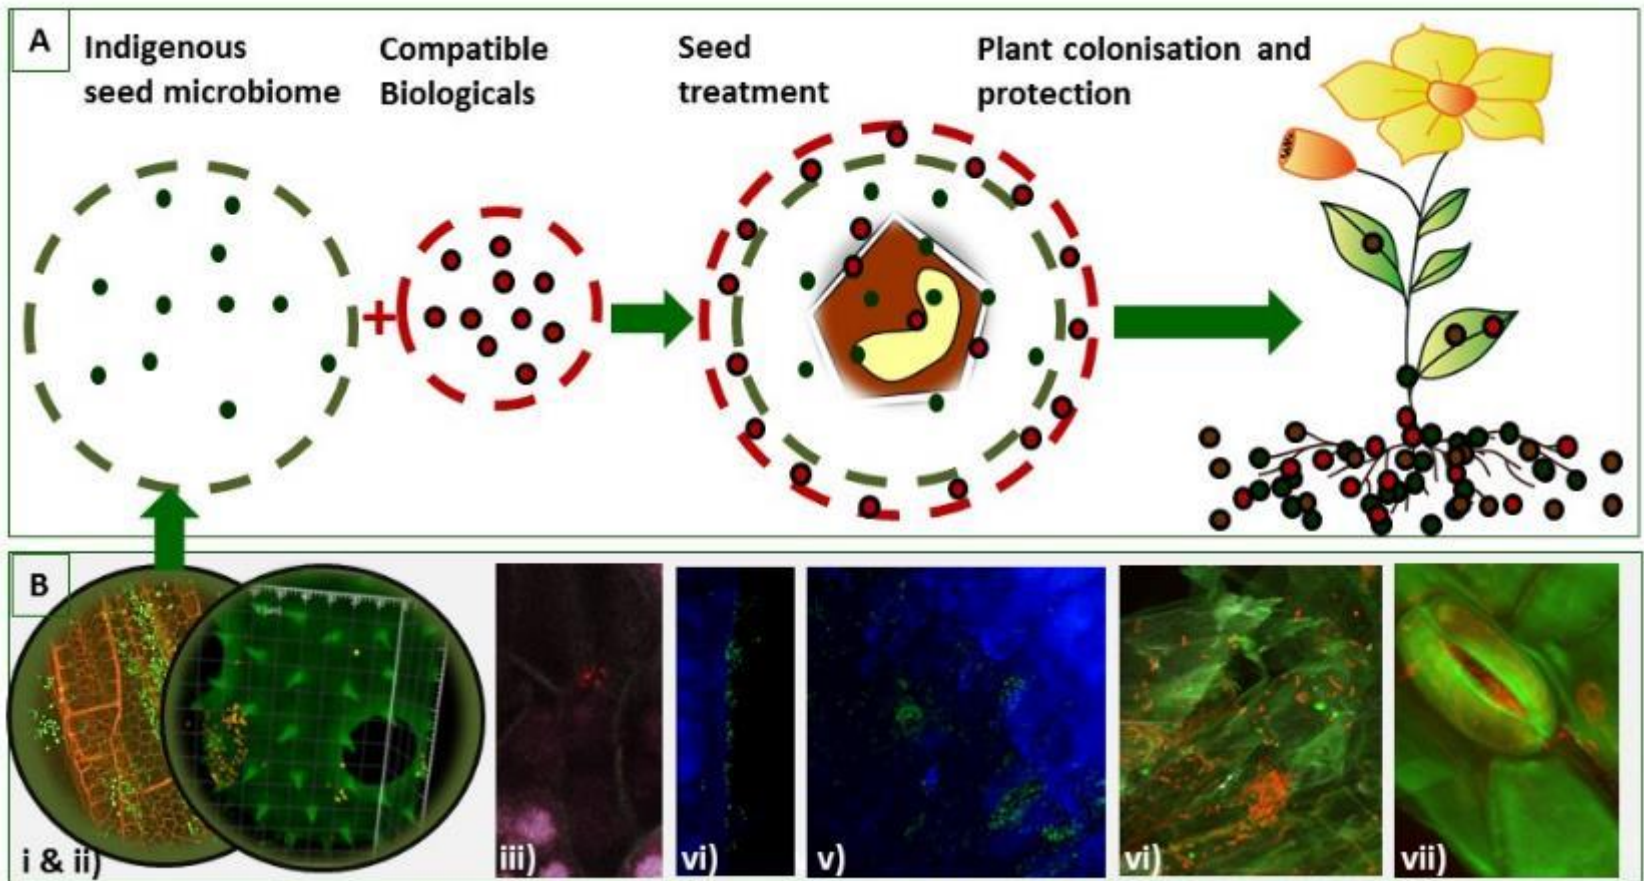 A
Indigenous
seed microbiome
Compatible
Biologicals
Seed
treatment
Plant colonisation and
protection
+
B
i & ii)
iii)
vi)
v)
vi)
vii)